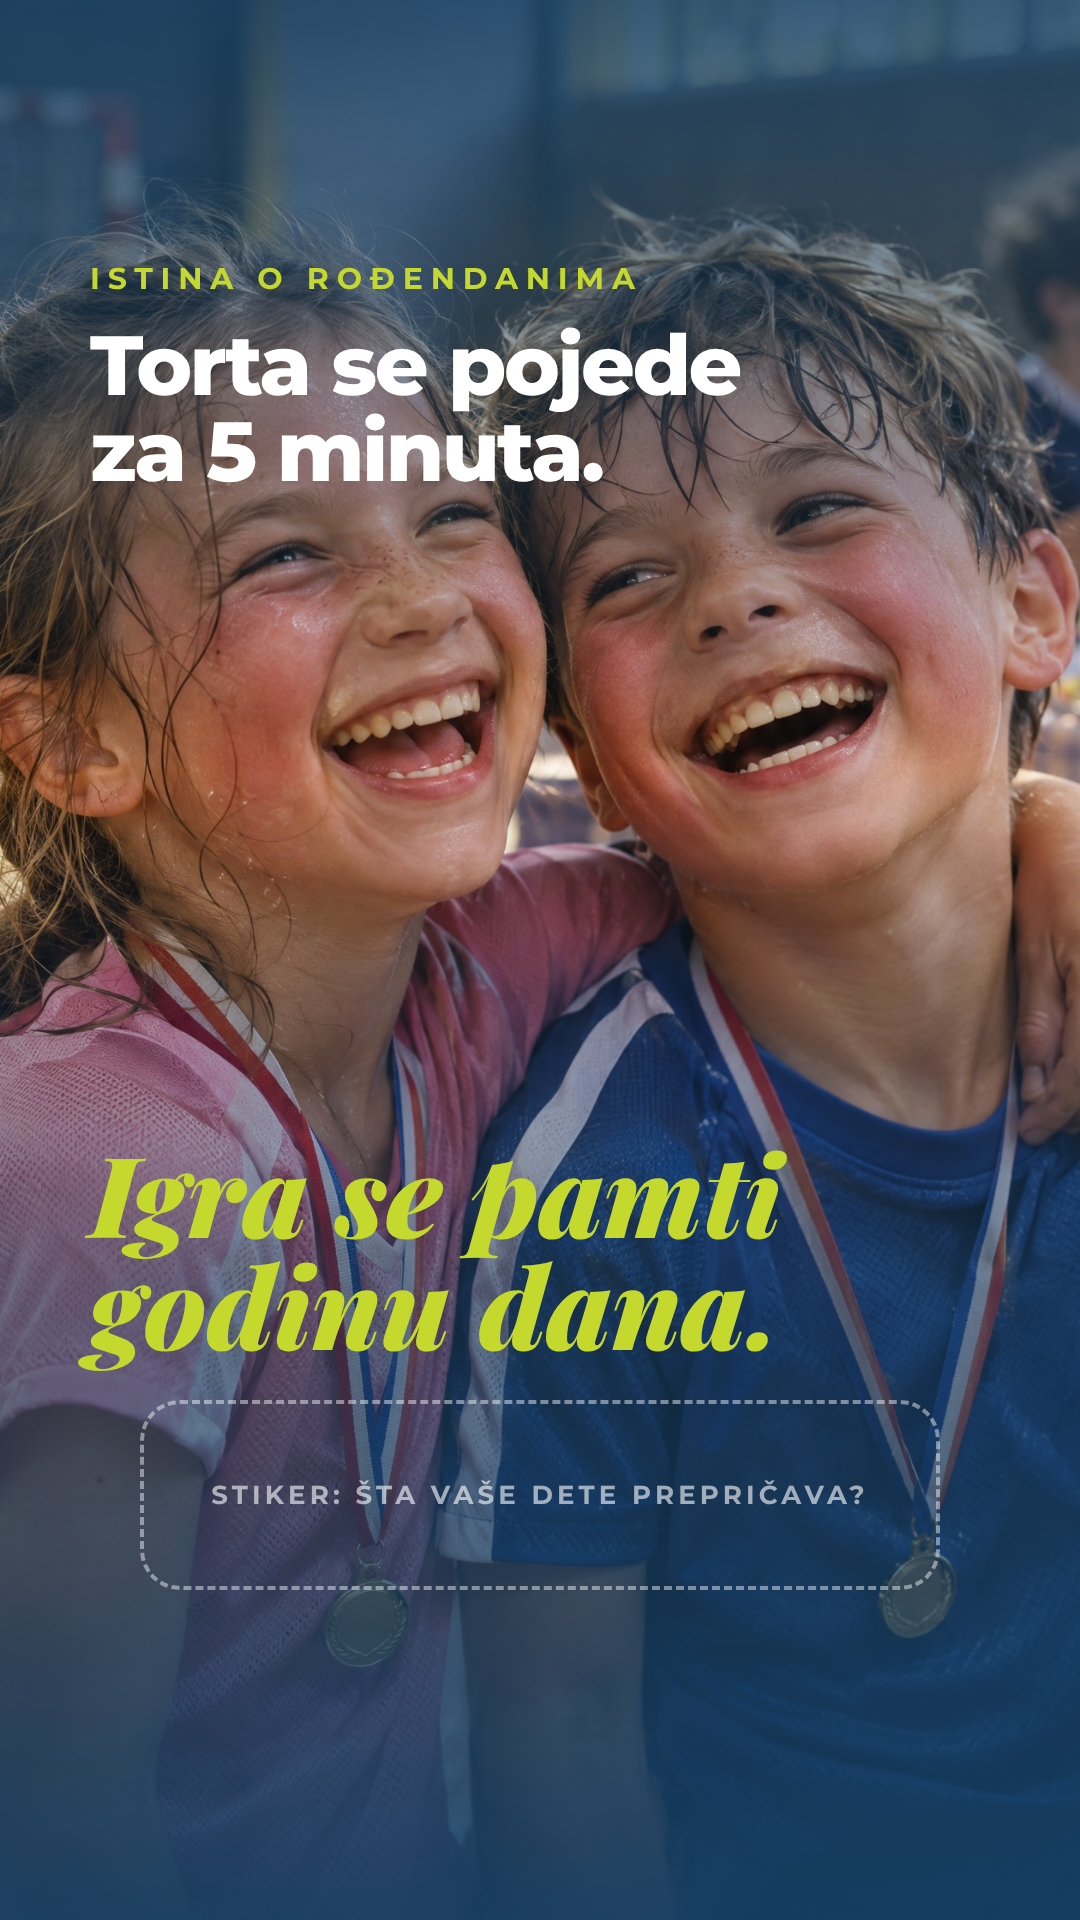 ISTINA O ROĐENDANIMA
Torta se pojede
za 5 minuta.
Igra se pamti
godinu dana.
STIKER: ŠTA VAŠE DETE PREPRIČAVA?